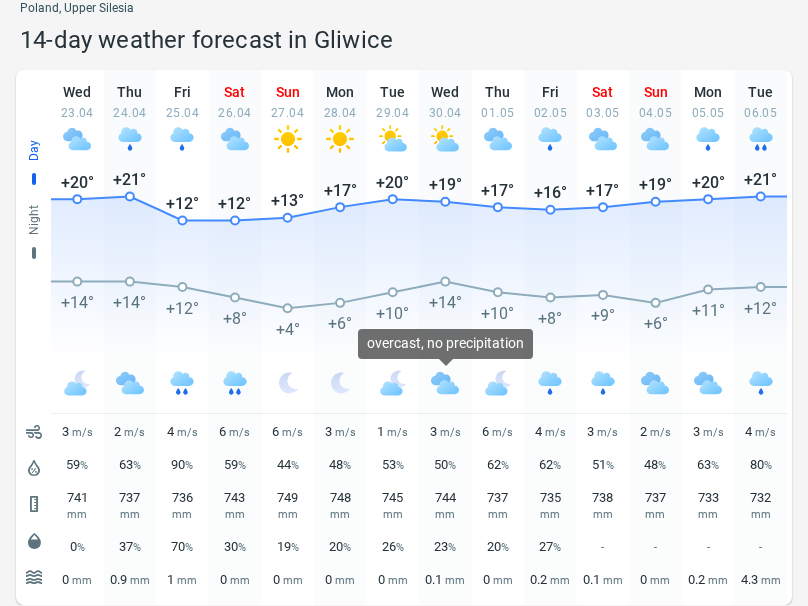 Poland, Upper Silesia
14-day weather forecast in Gliwice
Wed Thu Fri Sat Sun Mon Tue Wed Thu Fri Sat Sun Mon Tue
23.04 24.04 25.04 26.04 27.04 28.04 29.04 30.04 01.05 02.05 03.05 04.05 05.05 06.05
Day
+20° +21° +12° +12° +13° +17° +20° +19° +17° +16° +17° +19° +20° +21°
Night
+14° +14° +12° +8° +4° +6° +10° +14° +10° +8° +9° +6° +11° +12°
overcast, no precipitation
3 m/s 2 m/s 4 m/s 6 m/s 6 m/s 3 m/s 1 m/s 3 m/s 6 m/s 4 m/s 3 m/s 2 m/s 3 m/s 4 m/s
59% 63% 90% 59% 44% 48% 53% 50% 62% 62% 51% 48% 63% 80%
741 737 736 743 749 748 745 744 737 735 738 737 733 732
mm mm mm mm mm mm mm mm mm mm mm mm mm mm
0% 37% 70% 30% 19% 20% 26% 23% 20% 27% - - - -
0 mm 0.9 mm 1 mm 0 mm 0 mm 0 mm 0 mm 0.1 mm 0 mm 0.2 mm 0.1 mm 0 mm 0.2 mm 4.3 mm